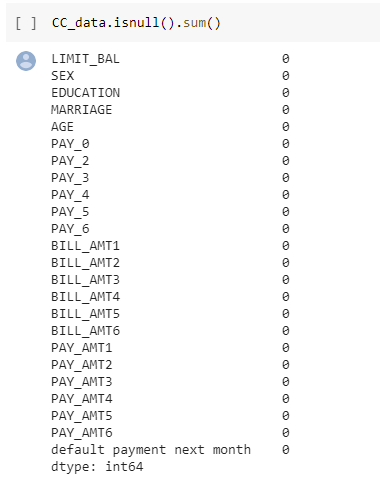 [ ] CC_data.isnull().sum()
LIMIT_BAL 0
SEX 0
EDUCATION 0
MARRIAGE 0
AGE 0
PAY_0 0
PAY_2 0
PAY_3 0
PAY_4 0
PAY_5 0
PAY_6 0
BILL_AMT1 0
BILL_AMT2 0
BILL_AMT3 0
BILL_AMT4 0
BILL_AMT5 0
BILL_AMT6 0
PAY_AMT1 0
PAY_AMT2 0
PAY_AMT3 0
PAY_AMT4 0
PAY_AMT5 0
PAY_AMT6 0
default payment next month 0
dtype: int64